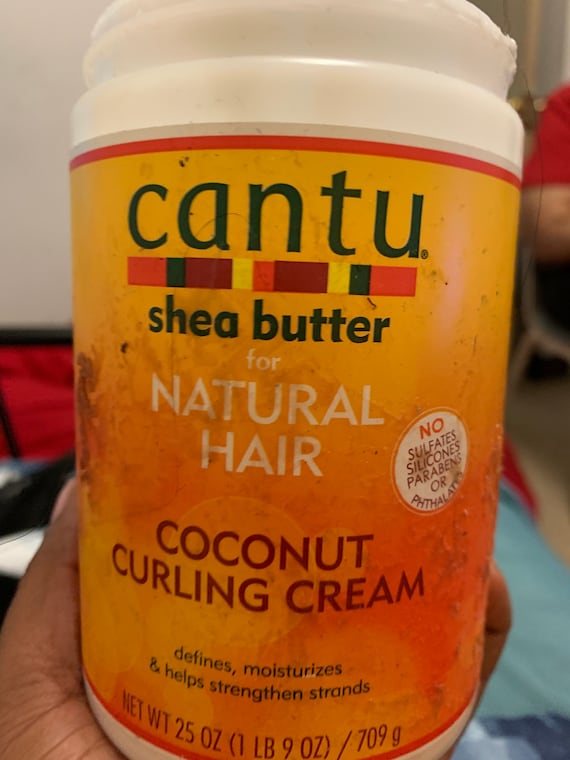 cantu®
shea butter
for
NATURAL
HAIR
NO
SULFATES
SILICONES
PARABENS
OR
PHTHALATES
COCONUT
CURLING CREAM
defines, moisturizes
& helps strengthen strands
NET WT 25 OZ (1 LB 9 OZ) / 709 g